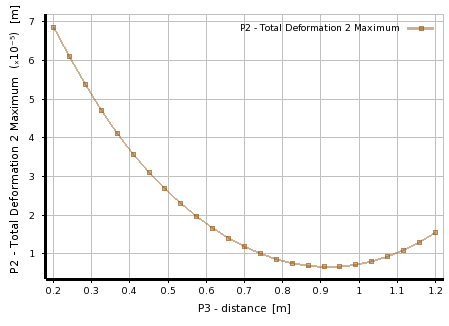 P2 - Total Deformation 2 Maximum (ₓ10⁻⁵) [m]
P2 - Total Deformation 2 Maximum
7
6
5
4
3
2
1
0.2 0.3 0.4 0.5 0.6 0.7 0.8 0.9 1 1.1 1.2
P3 - distance [m]